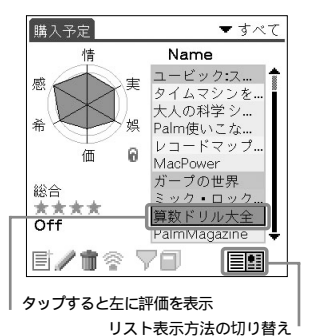 購入予定
▼ すべて
情
感
実
希
娯
価
総合
★★★★
Off
Name
ユービック:ス...
タイムマシンを...
大人の科学 シ...
Palm使いこな...
レコードマップ...
MacPower
ガープの世界
ミック・ロック...
算数ドリル大全
PalmMagazine
タップすると左に評価を表示
リスト表示方法の切り替え